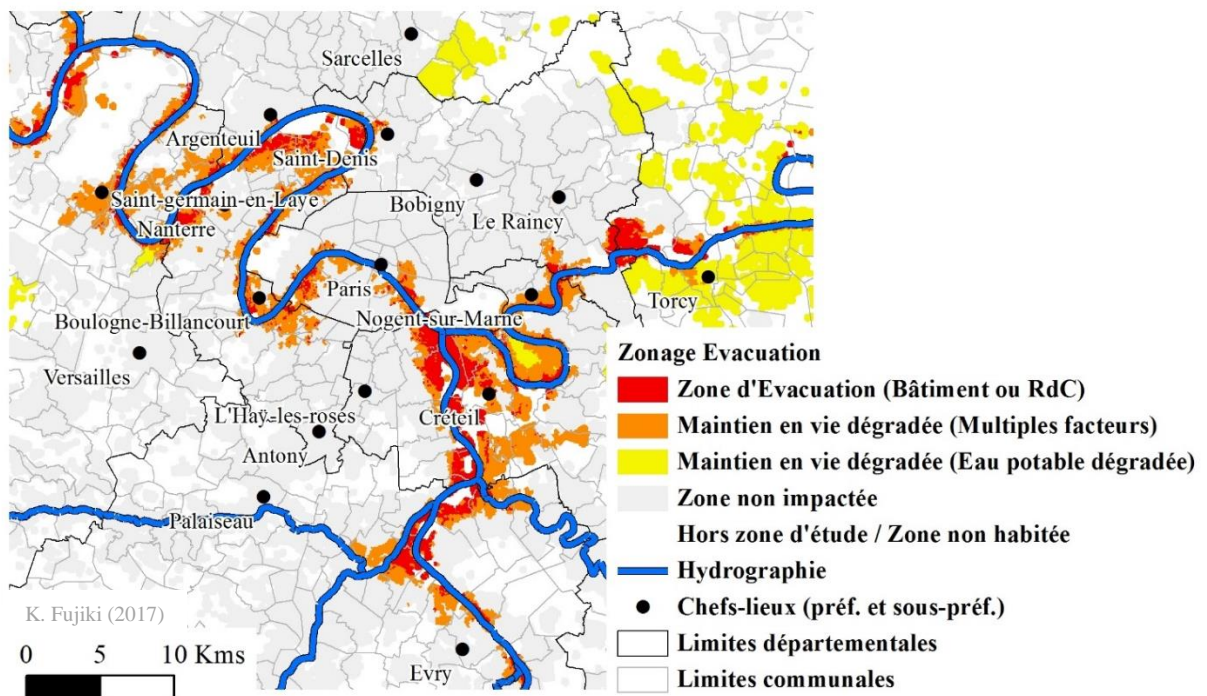 Sarcelles
Argenteuil
Saint-Denis
Saint-germain-en-Laye
Bobigny
Le Raincy
Nanterre
Paris
Torcy
Boulogne-Billancourt
Nogent-sur-Marne
Versailles
L'Haÿ-les-roses
Créteil
Antony
Palaiseau
Evry
K. Fujiki (2017)
0 5 10 Kms
Zonage Evacuation
Zone d'Evacuation (Bâtiment ou RdC)
Maintien en vie dégradée (Multiples facteurs)
Maintien en vie dégradée (Eau potable dégradée)
Zone non impactée
Hors zone d'étude / Zone non habitée
Hydrographie
Chefs-lieux (préf. et sous-préf.)
Limites départementales
Limites communales